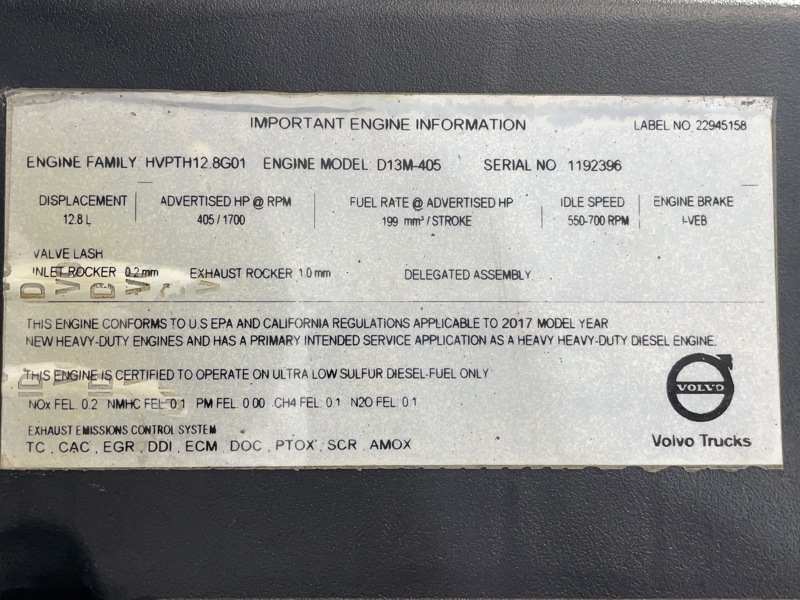 IMPORTANT ENGINE INFORMATION LABEL NO 22945158
ENGINE FAMILY HVPTH12.8G01 ENGINE MODEL D13M-405 SERIAL NO 1192396
DISPLACEMENT ADVERTISED HP @ RPM FUEL RATE @ ADVERTISED HP IDLE SPEED ENGINE BRAKE
12.8 L 405 / 1700 199 mm³ / STROKE 550-700 RPM I-VEB
VALVE LASH
INLET ROCKER 0.2 mm EXHAUST ROCKER 1.0 mm DELEGATED ASSEMBLY
THIS ENGINE CONFORMS TO U.S EPA AND CALIFORNIA REGULATIONS APPLICABLE TO 2017 MODEL YEAR
NEW HEAVY-DUTY ENGINES AND HAS A PRIMARY INTENDED SERVICE APPLICATION AS A HEAVY HEAVY-DUTY DIESEL ENGINE.
THIS ENGINE IS CERTIFIED TO OPERATE ON ULTRA LOW SULFUR DIESEL-FUEL ONLY
NOx FEL 0.2 NMHC FEL 0.1 PM FEL 0.00 CH4 FEL 0.1 N2O FEL 0.1
EXHAUST EMISSIONS CONTROL SYSTEM
TC , CAC , EGR , DDI , ECM , DOC , PTOX , SCR , AMOX
VOLVO
Volvo Trucks